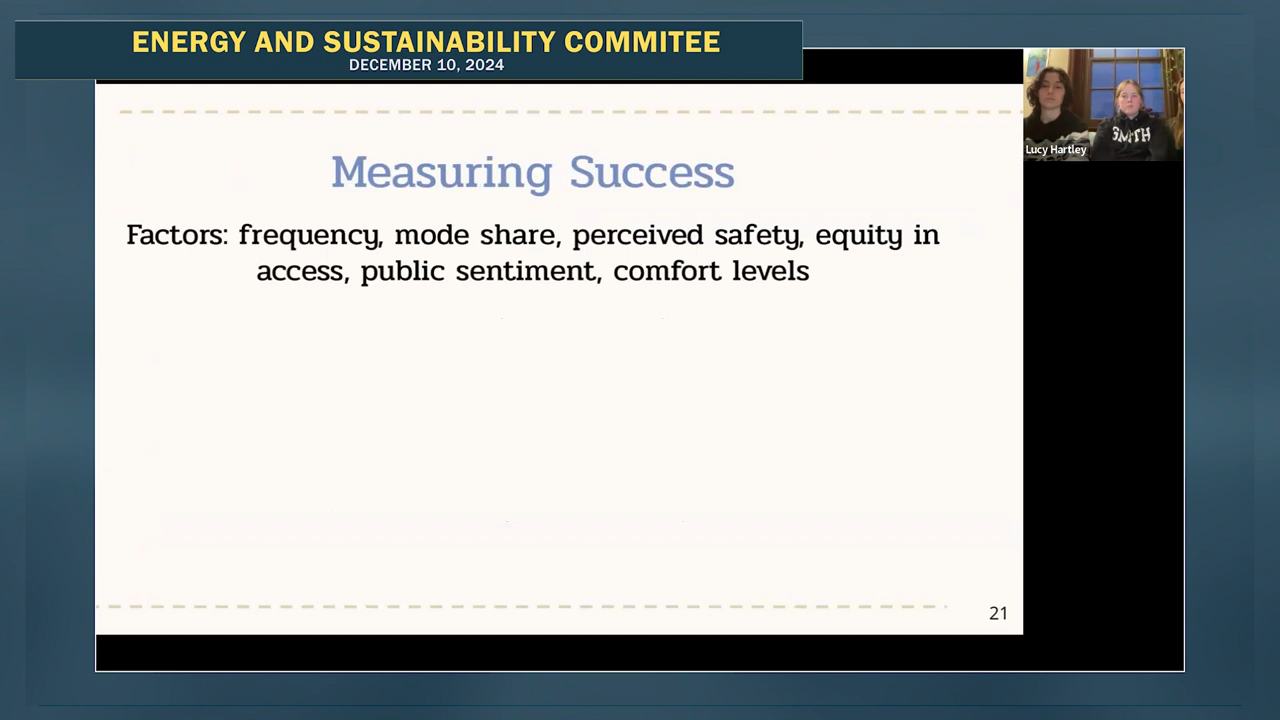 ENERGY AND SUSTAINABILITY COMMITEE
DECEMBER 10, 2024
Measuring Success
Factors: frequency, mode share, perceived safety, equity in
access, public sentiment, comfort levels
21
Lucy Hartley
SMITH